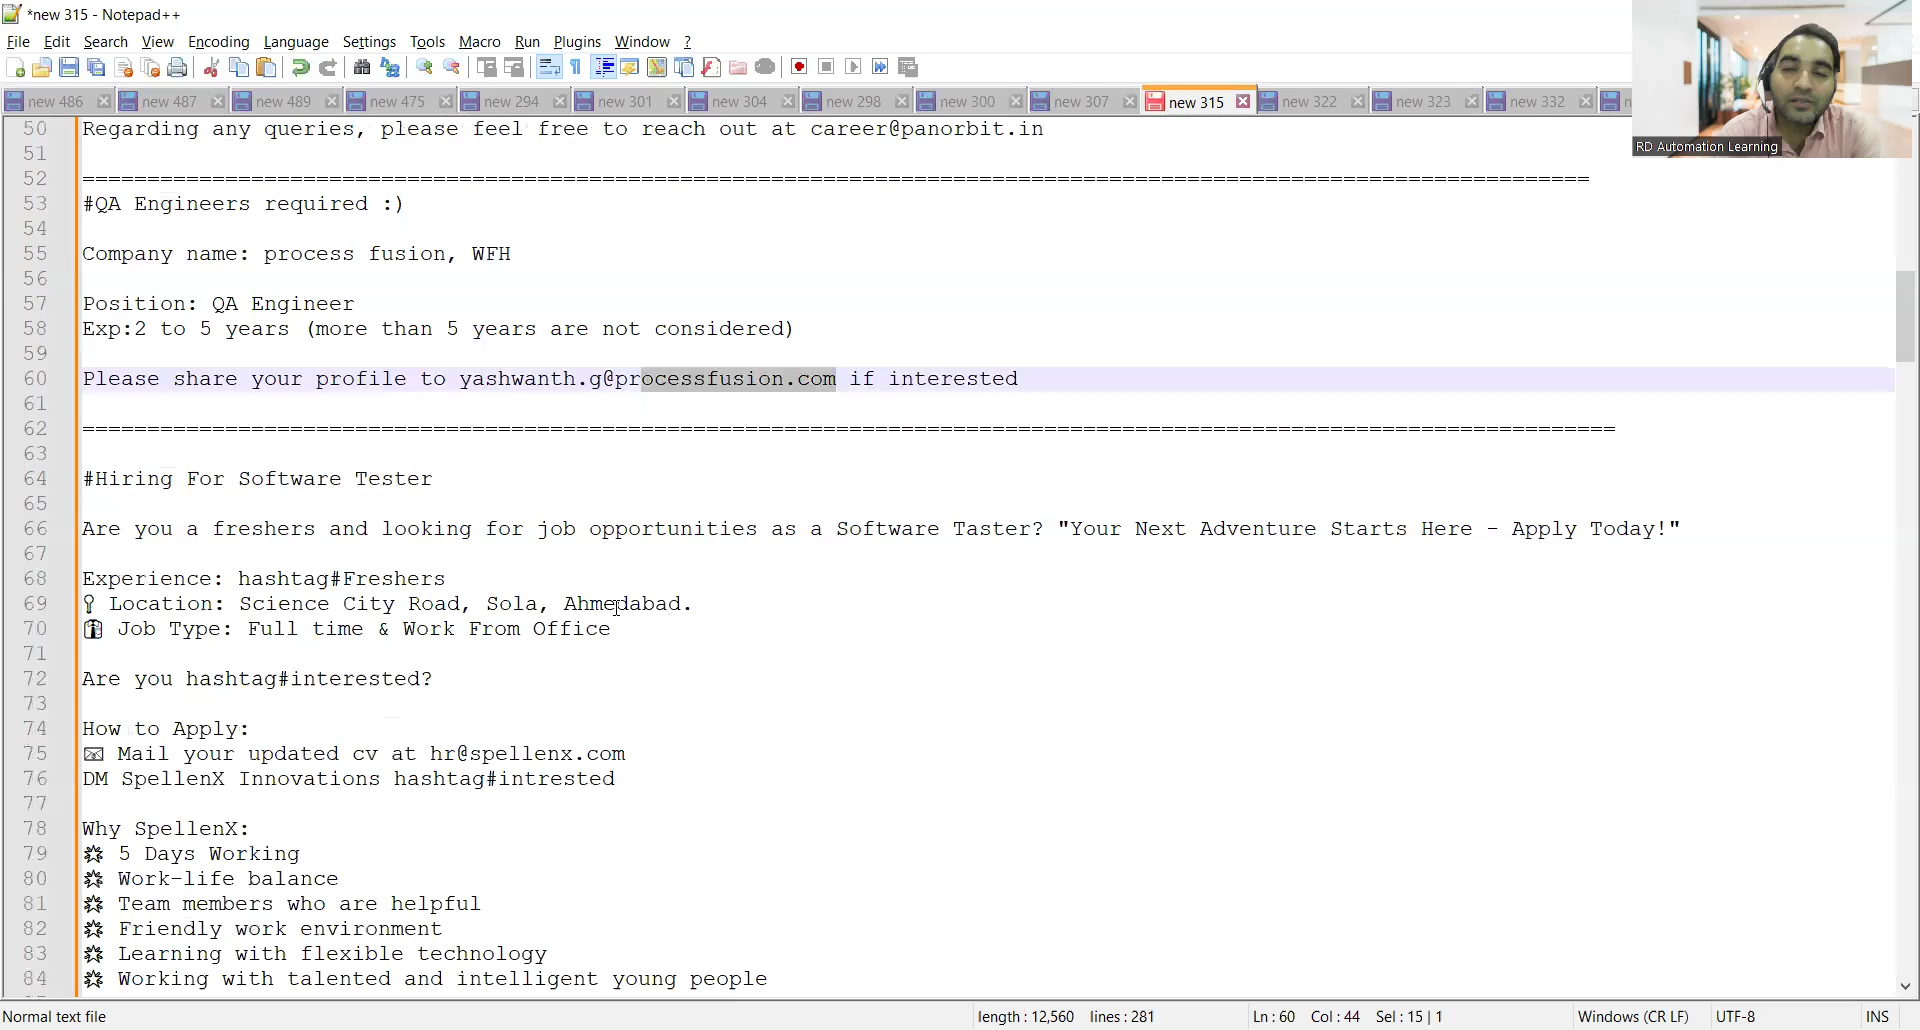 *new 315 - Notepad++
File Edit Search View Encoding Language Settings Tools Macro Run Plugins Window ?
new 486 new 487 new 489 new 475 new 294 new 301 new 304 new 298 new 300 new 307 new 315 new 322 new 323 new 332
RD Automation Learning
50 Regarding any queries, please feel free to reach out at career@panorbit.in
51
52 ====================================================================================================================
53 #QA Engineers required :)
54
55 Company name: process fusion, WFH
56
57 Position: QA Engineer
58 Exp:2 to 5 years (more than 5 years are not considered)
59
60 Please share your profile to yashwanth.g@processfusion.com if interested
61
62 ======================================================================================================================
63
64 #Hiring For Software Tester
65
66 Are you a freshers and looking for job opportunities as a Software Taster? "Your Next Adventure Starts Here - Apply Today!"
67
68 Experience: hashtag#Freshers
69 Location: Science City Road, Sola, Ahmedabad.
70 Job Type: Full time & Work From Office
71
72 Are you hashtag#interested?
73
74 How to Apply:
75 Mail your updated cv at hr@spellenx.com
76 DM SpellenX Innovations hashtag#intrested
77
78 Why SpellenX:
79 5 Days Working
80 Work-life balance
81 Team members who are helpful
82 Friendly work environment
83 Learning with flexible technology
84 Working with talented and intelligent young people
Normal text file length : 12,560 lines : 281 Ln : 60 Col : 44 Sel : 15 | 1 Windows (CR LF) UTF-8 INS